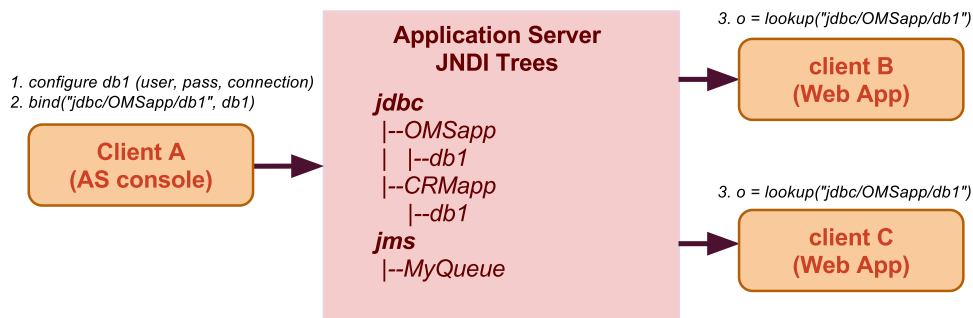 1. configure db1 (user, pass, connection)
2. bind("jdbc/OMSapp/db1", db1)
Client A
(AS console)
Application Server
JNDI Trees
jdbc
|--OMSapp
|   |--db1
|--CRMapp
|--db1
jms
|--MyQueue
3. o = lookup("jdbc/OMSapp/db1")
client B
(Web App)
3. o = lookup("jdbc/OMSapp/db1")
client C
(Web App)